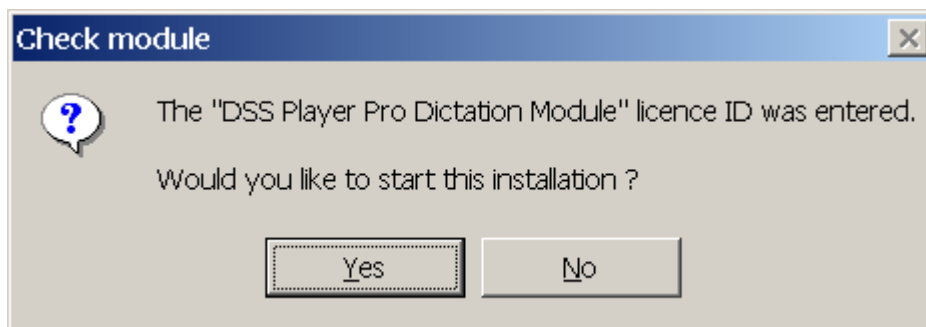 Check module
The "DSS Player Pro Dictation Module" licence ID was entered.
Would you like to start this installation ?
Yes No